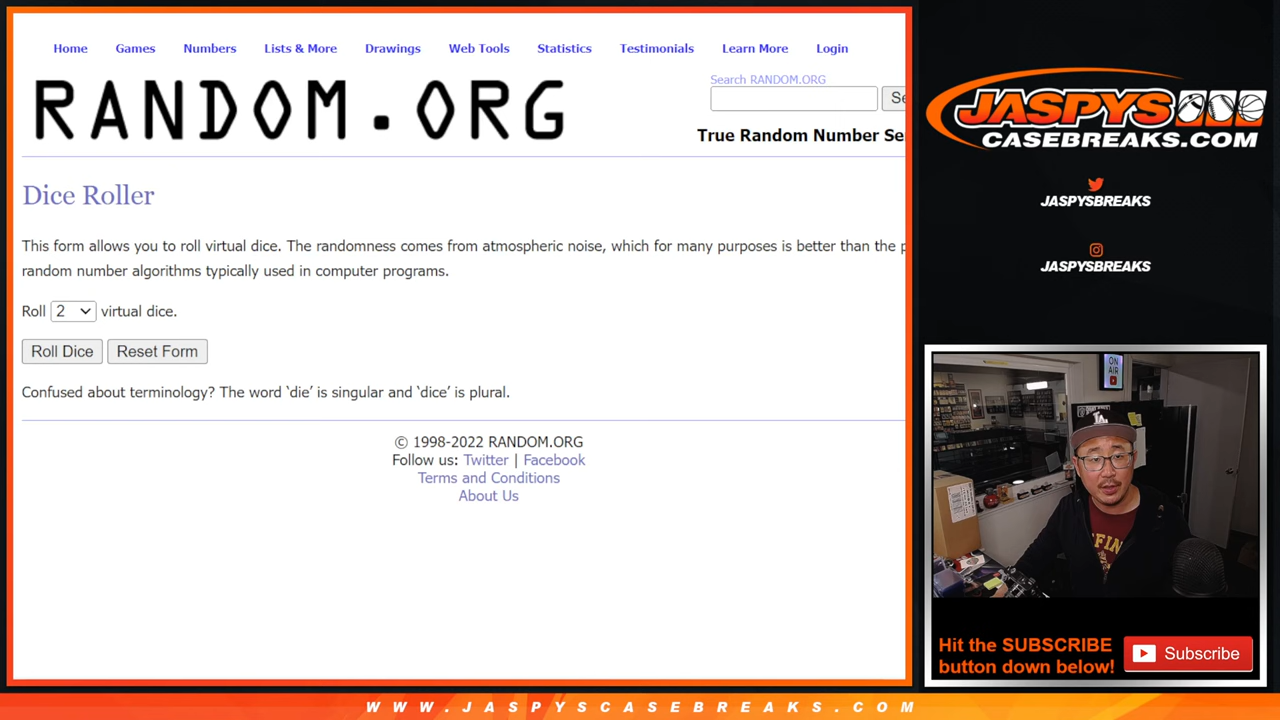 Home Games Numbers Lists & More Drawings Web Tools Statistics Testimonials Learn More Login
RANDOM.ORG
Search RANDOM.ORG
Se
True Random Number Se
Dice Roller
This form allows you to roll virtual dice. The randomness comes from atmospheric noise, which for many purposes is better than the p
random number algorithms typically used in computer programs.
Roll 2 virtual dice.
Roll Dice Reset Form
Confused about terminology? The word ‘die’ is singular and ‘dice’ is plural.
© 1998-2022 RANDOM.ORG
Follow us: Twitter | Facebook
Terms and Conditions
About Us
JASPYS
CASEBREAKS.COM
JASPYSBREAKS
JASPYSBREAKS
ON
AIR
LA
Hit the SUBSCRIBE
button down below!
Subscribe
WWW.JASPYSCASEBREAKS.COM